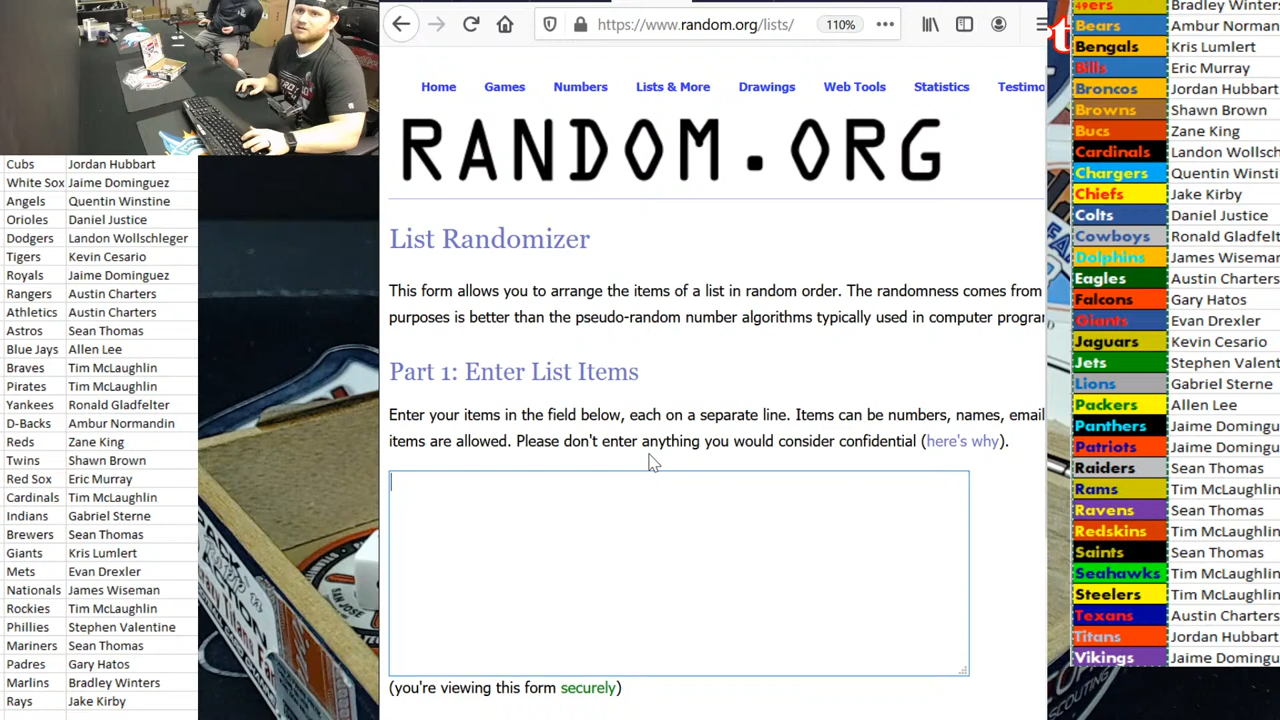 https://www.random.org/lists/
110%
Home Games Numbers Lists & More Drawings Web Tools Statistics Testimo
RANDOM.ORG
List Randomizer
This form allows you to arrange the items of a list in random order. The randomness comes from
purposes is better than the pseudo-random number algorithms typically used in computer progra
Part 1: Enter List Items
Enter your items in the field below, each on a separate line. Items can be numbers, names, email
items are allowed. Please don't enter anything you would consider confidential (here's why).
(you're viewing this form securely)
Cubs Jordan Hubbart
White Sox Jaime Dominguez
Angels Quentin Winstine
Orioles Daniel Justice
Dodgers Landon Wollschleger
Tigers Kevin Cesario
Royals Jaime Dominguez
Rangers Austin Charters
Athletics Austin Charters
Astros Sean Thomas
Blue Jays Allen Lee
Braves Tim McLaughlin
Pirates Tim McLaughlin
Yankees Ronald Gladfelter
D-Backs Ambur Normandin
Reds Zane King
Twins Shawn Brown
Red Sox Eric Murray
Cardinals Tim McLaughlin
Indians Gabriel Sterne
Brewers Sean Thomas
Giants Kris Lumlert
Mets Evan Drexler
Nationals James Wiseman
Rockies Tim McLaughlin
Phillies Stephen Valentine
Mariners Sean Thomas
Padres Gary Hatos
Marlins Bradley Winters
Rays Jake Kirby
49ers Bradley Winters
Bears Ambur Norman
Bengals Kris Lumlert
Bills Eric Murray
Broncos Jordan Hubbart
Browns Shawn Brown
Bucs Zane King
Cardinals Landon Wollsch
Chargers Quentin Winsti
Chiefs Jake Kirby
Colts Daniel Justice
Cowboys Ronald Gladfelt
Dolphins James Wiseman
Eagles Austin Charters
Falcons Gary Hatos
Giants Evan Drexler
Jaguars Kevin Cesario
Jets Stephen Valent
Lions Gabriel Sterne
Packers Allen Lee
Panthers Jaime Domingu
Patriots Jaime Domingu
Raiders Sean Thomas
Rams Tim McLaughlin
Ravens Sean Thomas
Redskins Tim McLaughlin
Saints Sean Thomas
Seahawks Tim McLaughlin
Steelers Tim McLaughlin
Texans Austin Charters
Titans Jordan Hubbart
Vikings Jaime Domingu
SCOUTING